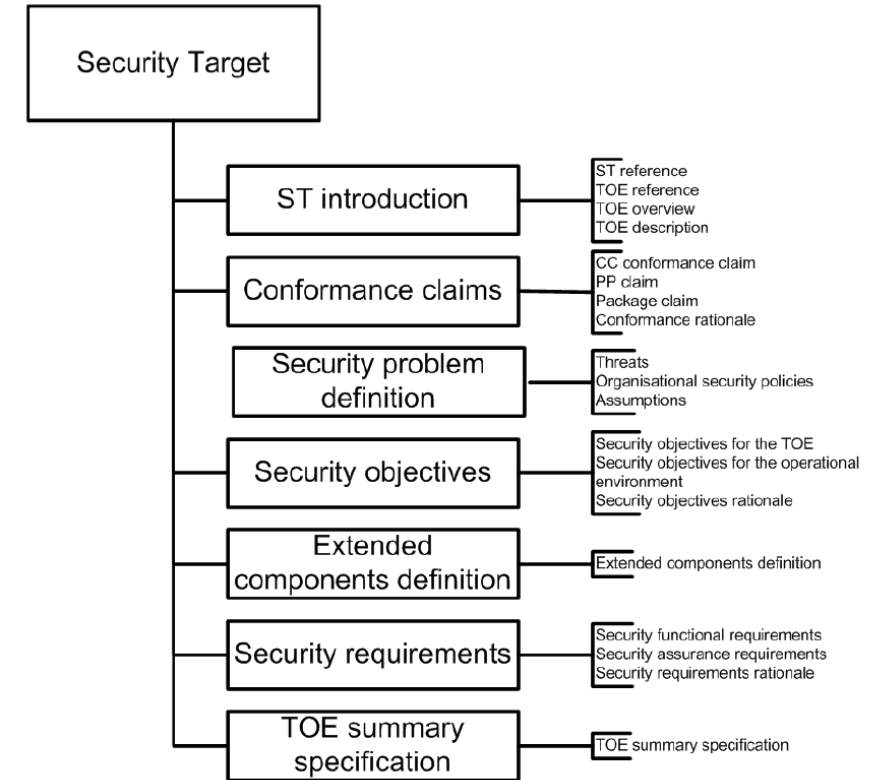 Security Target
ST introduction
ST reference
TOE reference
TOE overview
TOE description
Conformance claims
CC conformance claim
PP claim
Package claim
Conformance rationale
Security problem
definition
Threats
Organisational security policies
Assumptions
Security objectives
Security objectives for the TOE
Security objectives for the operational
environment
Security objectives rationale
Extended
components definition
Extended components definition
Security requirements
Security functional requirements
Security assurance requirements
Security requirements rationale
TOE summary
specification
TOE summary specification